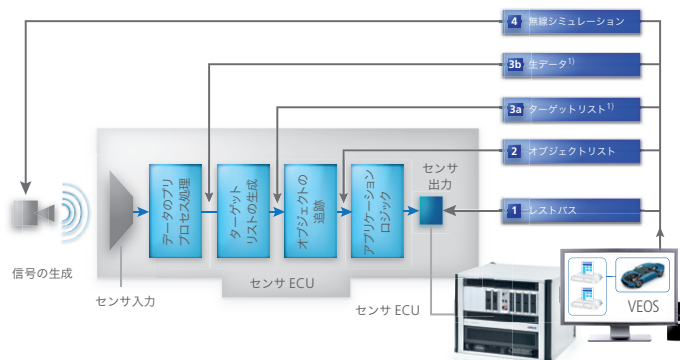 4 無線シミュレーション
3b 生データ1)
3a ターゲットリスト1)
2 オブジェクトリスト
1 レストバス
センサ
出力
データのプリ
プロセス処理
ターゲット
リストの生成
オブジェクトの
追跡
アプリケーション
ロジック
信号の生成
センサ入力
センサ ECU
センサ ECU
VEOS